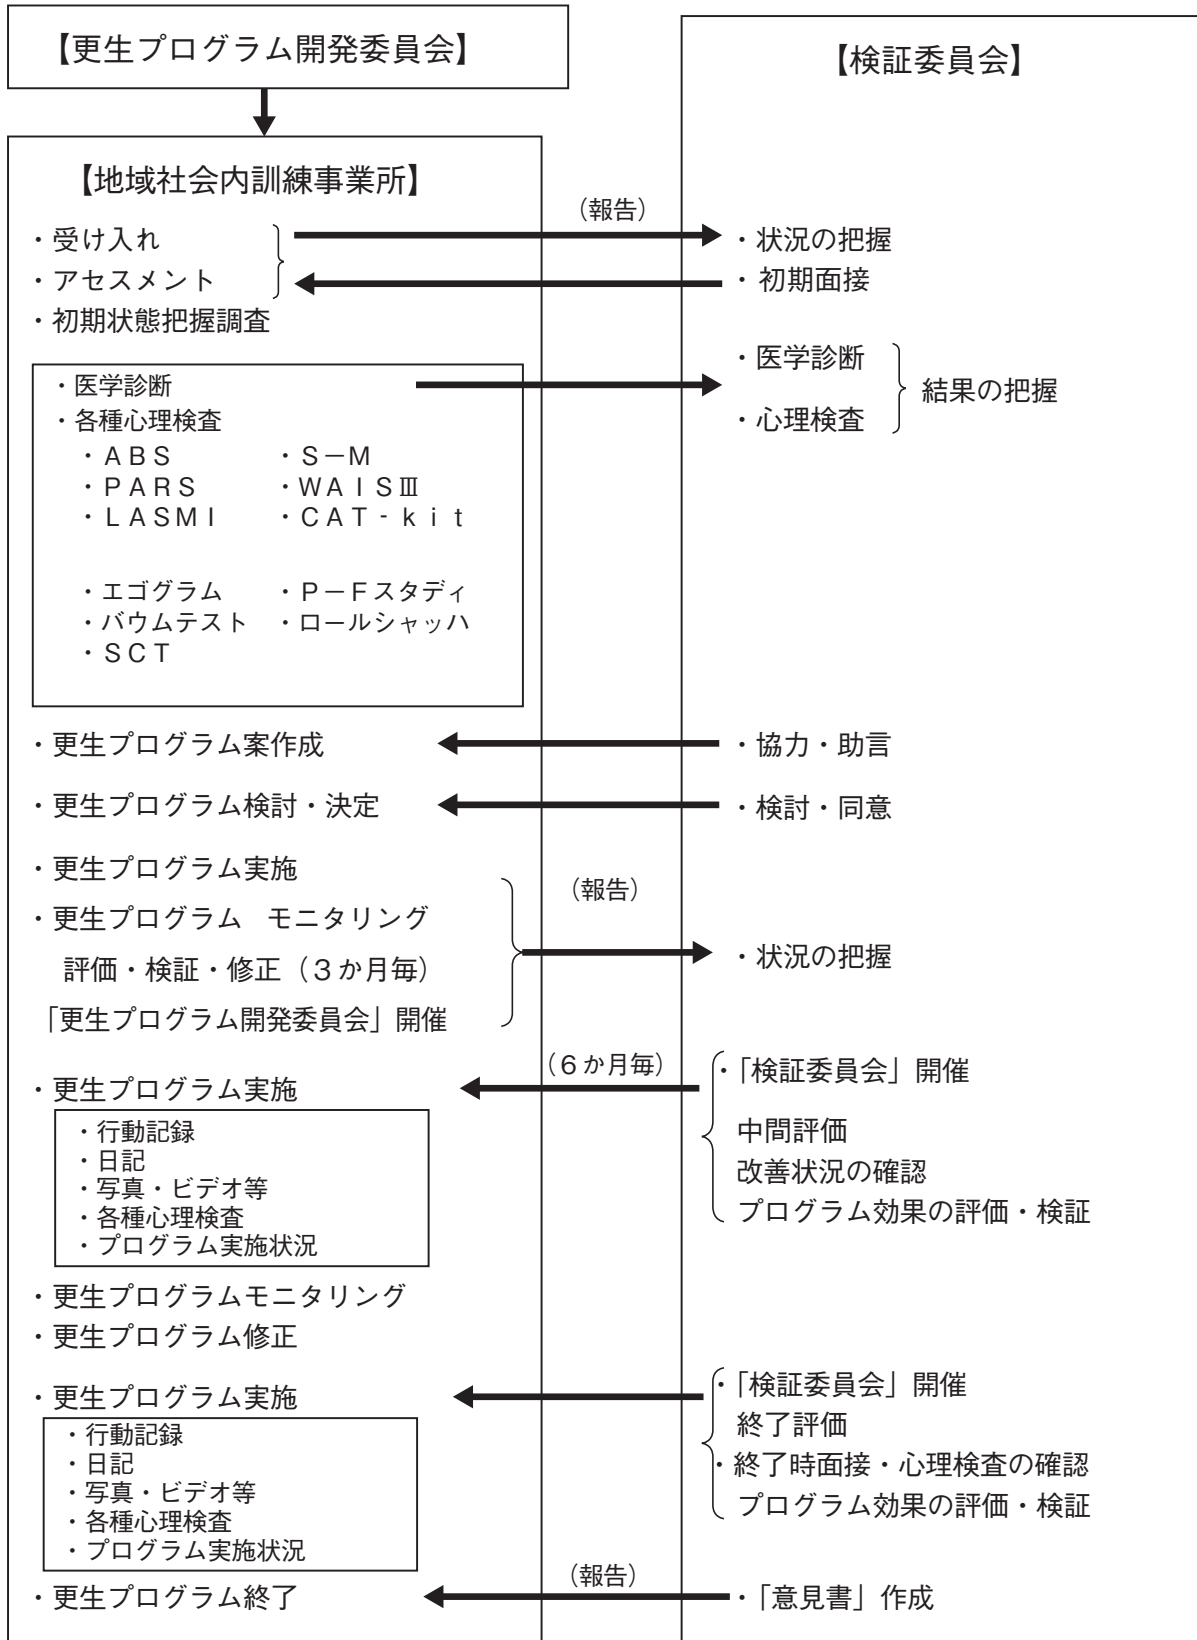 【更生プログラム開発委員会】
【検証委員会】
【地域社会内訓練事業所】
（報告）
・受け入れ
・状況の把握
・アセスメント
・初期面接
・初期状態把握調査
・医学診断
・医学診断
・各種心理検査
・心理検査
結果の把握
・ＡＢＳ ・Ｓ－Ｍ
・ＰＡＲＳ ・ＷＡＩＳⅢ
・ＬＡＳＭＩ ・ＣＡＴ‐ｋｉｔ
・エゴグラム ・Ｐ－Ｆスタディ
・バウムテスト ・ロールシャッハ
・ＳＣＴ
・更生プログラム案作成
・協力・助言
・更生プログラム検討・決定
・検討・同意
・更生プログラム実施
（報告）
・更生プログラム　モニタリング
評価・検証・修正（３か月毎）
・状況の把握
「更生プログラム開発委員会」開催
（６か月毎）
・更生プログラム実施
・「検証委員会」開催
・行動記録
・日記
・写真・ビデオ等
・各種心理検査
・プログラム実施状況
中間評価
改善状況の確認
プログラム効果の評価・検証
・更生プログラムモニタリング
・更生プログラム修正
・更生プログラム実施
・「検証委員会」開催
・行動記録
・日記
・写真・ビデオ等
・各種心理検査
・プログラム実施状況
終了評価
・終了時面接・心理検査の確認
プログラム効果の評価・検証
（報告）
・更生プログラム終了
・「意見書」作成